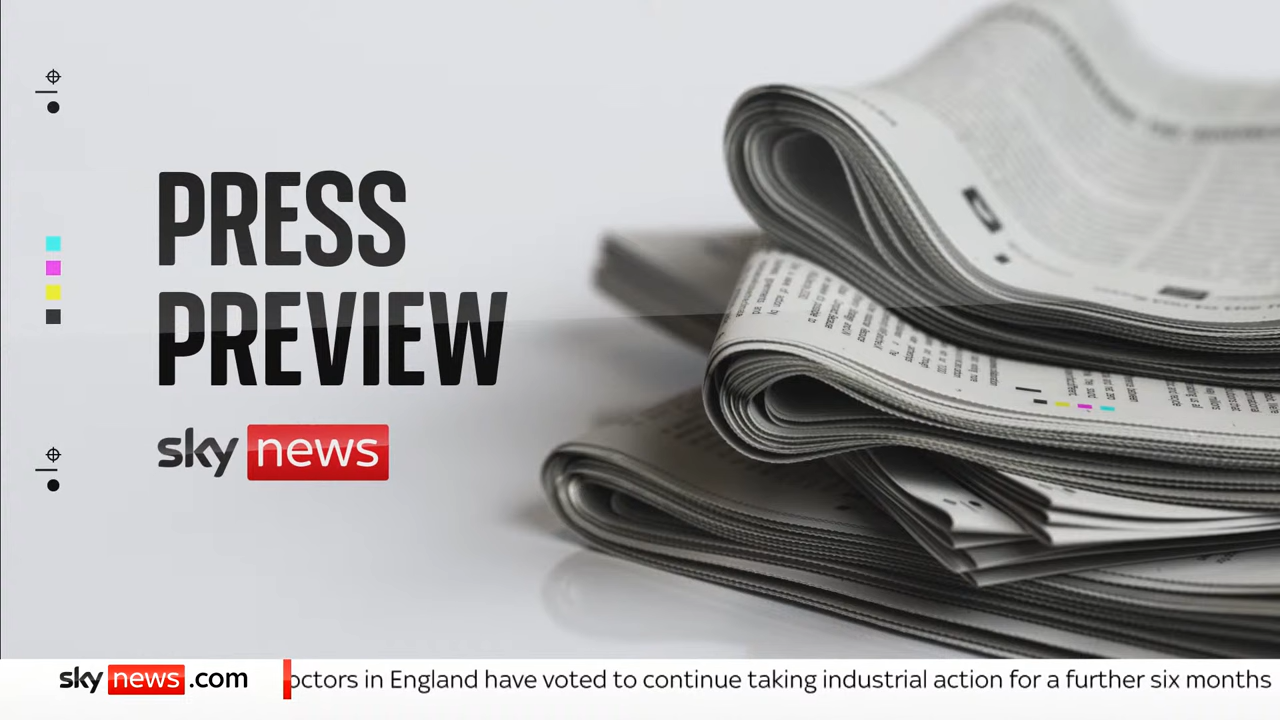 PRESS
PREVIEW
sky news
sky news .com
octors in England have voted to continue taking industrial action for a further six months